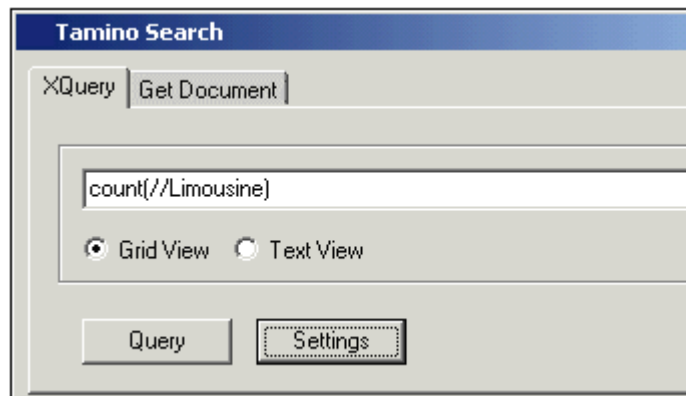 Tamino Search
XQuery Get Document
count(//Limousine)
Grid View Text View
Query Settings